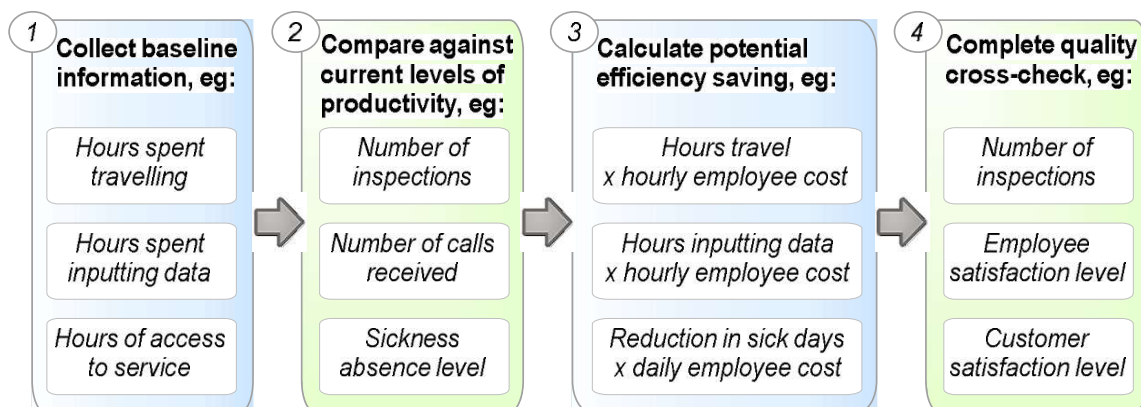 1
Collect baseline
information, eg:
Hours spent
travelling
Hours spent
inputting data
Hours of access
to service
2
Compare against
current levels of
productivity, eg:
Number of
inspections
Number of calls
received
Sickness
absence level
3
Calculate potential
efficiency saving, eg:
Hours travel
x hourly employee cost
Hours inputting data
x hourly employee cost
Reduction in sick days
x daily employee cost
4
Complete quality
cross-check, eg:
Number of
inspections
Employee
satisfaction level
Customer
satisfaction level